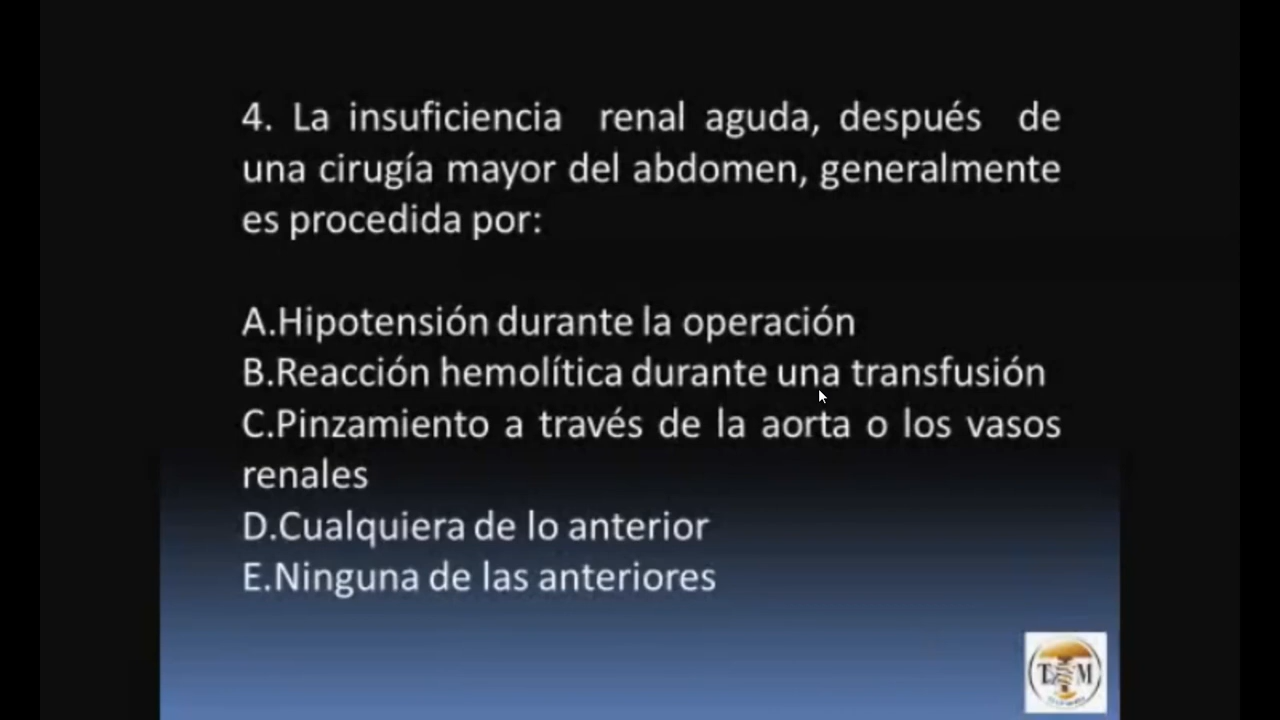 4. La insuficiencia renal aguda, después de
una cirugía mayor del abdomen, generalmente
es procedida por:
A.Hipotensión durante la operación
B.Reacción hemolítica durante una transfusión
C.Pinzamiento a través de la aorta o los vasos
renales
D.Cualquiera de lo anterior
E.Ninguna de las anteriores